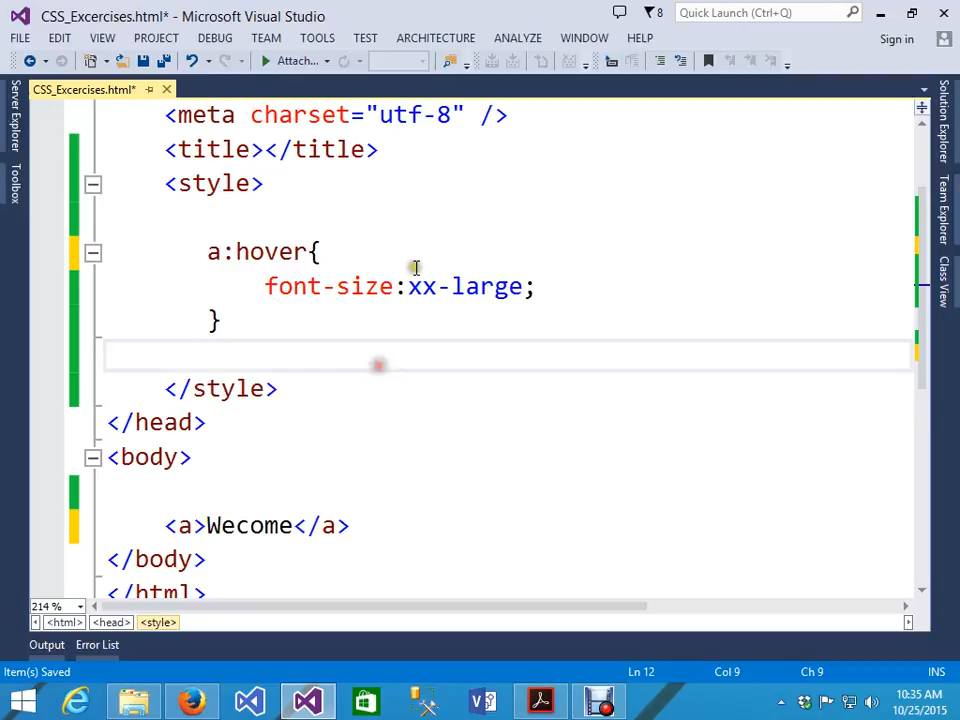 CSS_Excercises.html* - Microsoft Visual Studio
8
Quick Launch (Ctrl+Q)
FILE EDIT VIEW PROJECT DEBUG TEAM TOOLS TEST ARCHITECTURE ANALYZE WINDOW HELP
Sign in
Attach...
CSS_Excercises.html*
Server Explorer
Toolbox
<meta charset="utf-8" />
<title></title>
<style>
a:hover{
font-size:xx-large;
}
</style>
</head>
<body>
<a>Wecome</a>
</body>
</html>
Solution Explorer
Team Explorer
Class View
214 %
<html> <head> <style>
Output Error List
Item(s) Saved
Ln 12 Col 9 Ch 9 INS
10:35 AM
10/25/2015